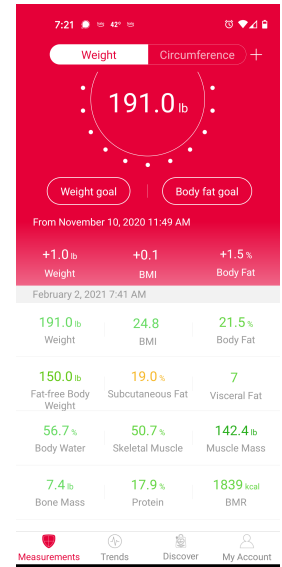 7:21 42°
Weight Circumference +
191.0 lb
Weight goal Body fat goal
From November 10, 2020 11:49 AM
+1.0 lb +0.1 +1.5 %
Weight BMI Body Fat
February 2, 2021 7:41 AM
191.0 lb 24.8 21.5 %
Weight BMI Body Fat
150.0 lb 19.0 % 7
Fat-free Body Subcutaneous Fat Visceral Fat
Weight
56.7 % 50.7 % 142.4 lb
Body Water Skeletal Muscle Muscle Mass
7.4 lb 17.9 % 1839 kcal
Bone Mass Protein BMR
Measurements Trends Discover My Account